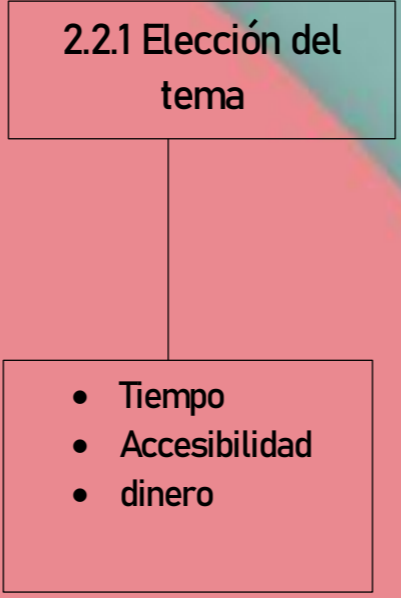 2.2.1 Elección del
tema
• Tiempo
• Accesibilidad
• dinero